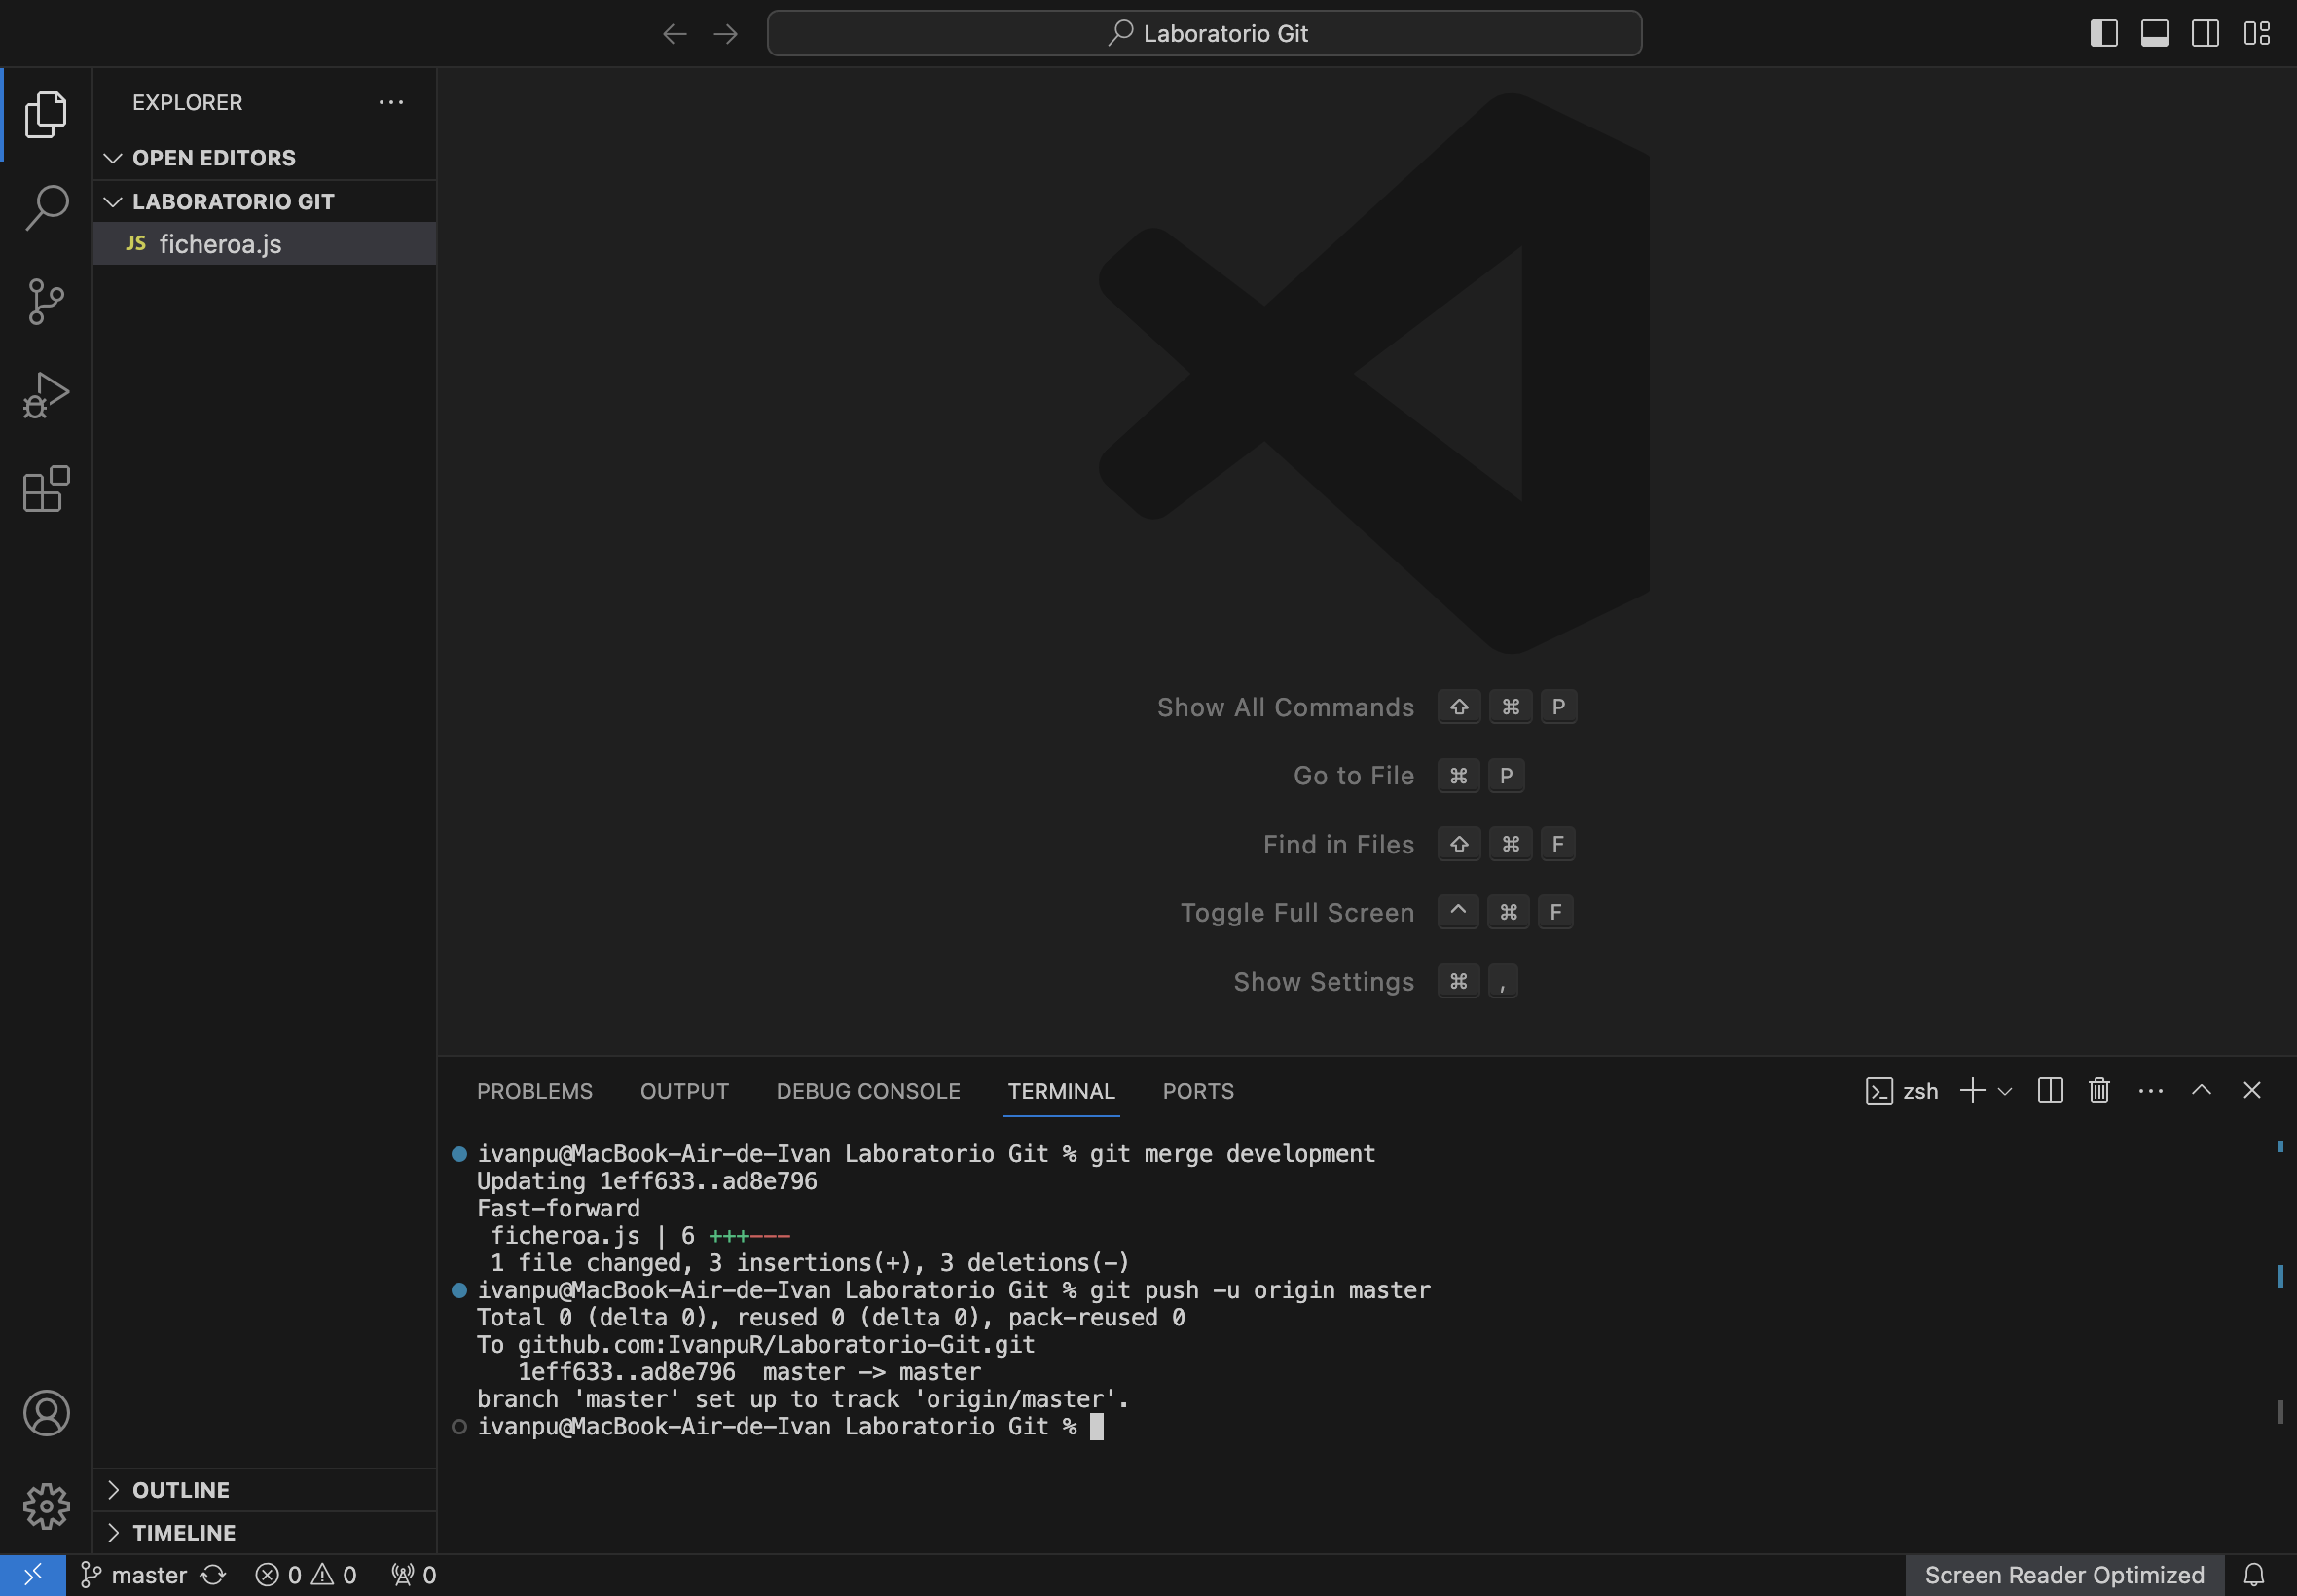 Laboratorio Git
EXPLORER
OPEN EDITORS
LABORATORIO GIT
JS ficheroa.js
Show All Commands ⇧ ⌘ P
Go to File ⌘ P
Find in Files ⇧ ⌘ F
Toggle Full Screen ^ ⌘ F
Show Settings ⌘ ,
PROBLEMS OUTPUT DEBUG CONSOLE TERMINAL PORTS zsh
ivanpu@MacBook-Air-de-Ivan Laboratorio Git % git merge development
Updating 1eff633..ad8e796
Fast-forward
ficheroa.js | 6 +++---
1 file changed, 3 insertions(+), 3 deletions(-)
ivanpu@MacBook-Air-de-Ivan Laboratorio Git % git push -u origin master
Total 0 (delta 0), reused 0 (delta 0), pack-reused 0
To github.com:IvanpuR/Laboratorio-Git.git
1eff633..ad8e796  master -> master
branch 'master' set up to track 'origin/master'.
ivanpu@MacBook-Air-de-Ivan Laboratorio Git %
OUTLINE
TIMELINE
master 0 0 0 Screen Reader Optimized